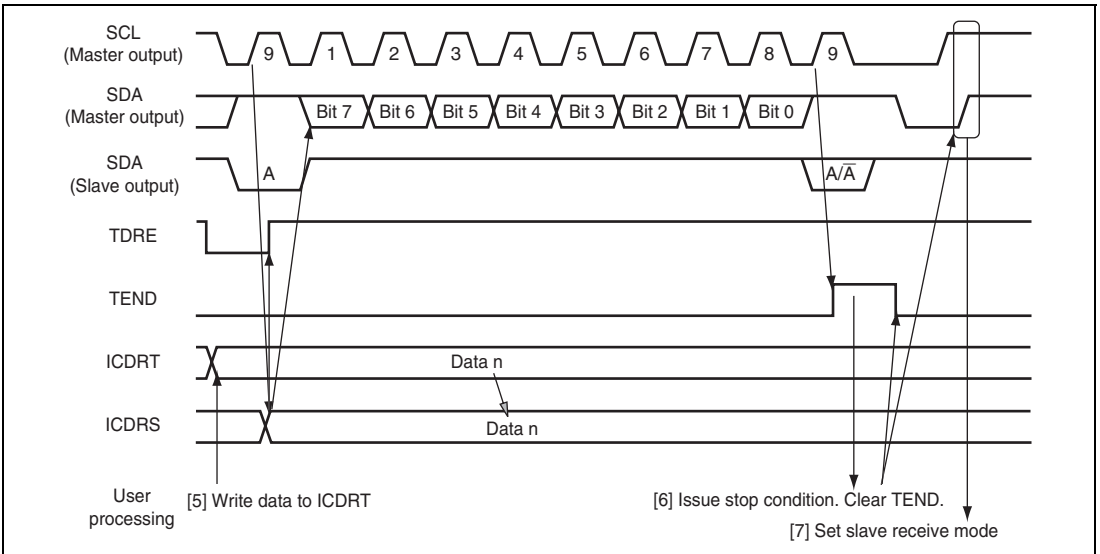 SCL
(Master output)
9 1 2 3 4 5 6 7 8 9
SDA
(Master output)
Bit 7 Bit 6 Bit 5 Bit 4 Bit 3 Bit 2 Bit 1 Bit 0
SDA
(Slave output)
A A/A̅
TDRE
TEND
ICDRT
Data n
ICDRS
Data n
User
processing
[5] Write data to ICDRT
[6] Issue stop condition. Clear TEND.
[7] Set slave receive mode